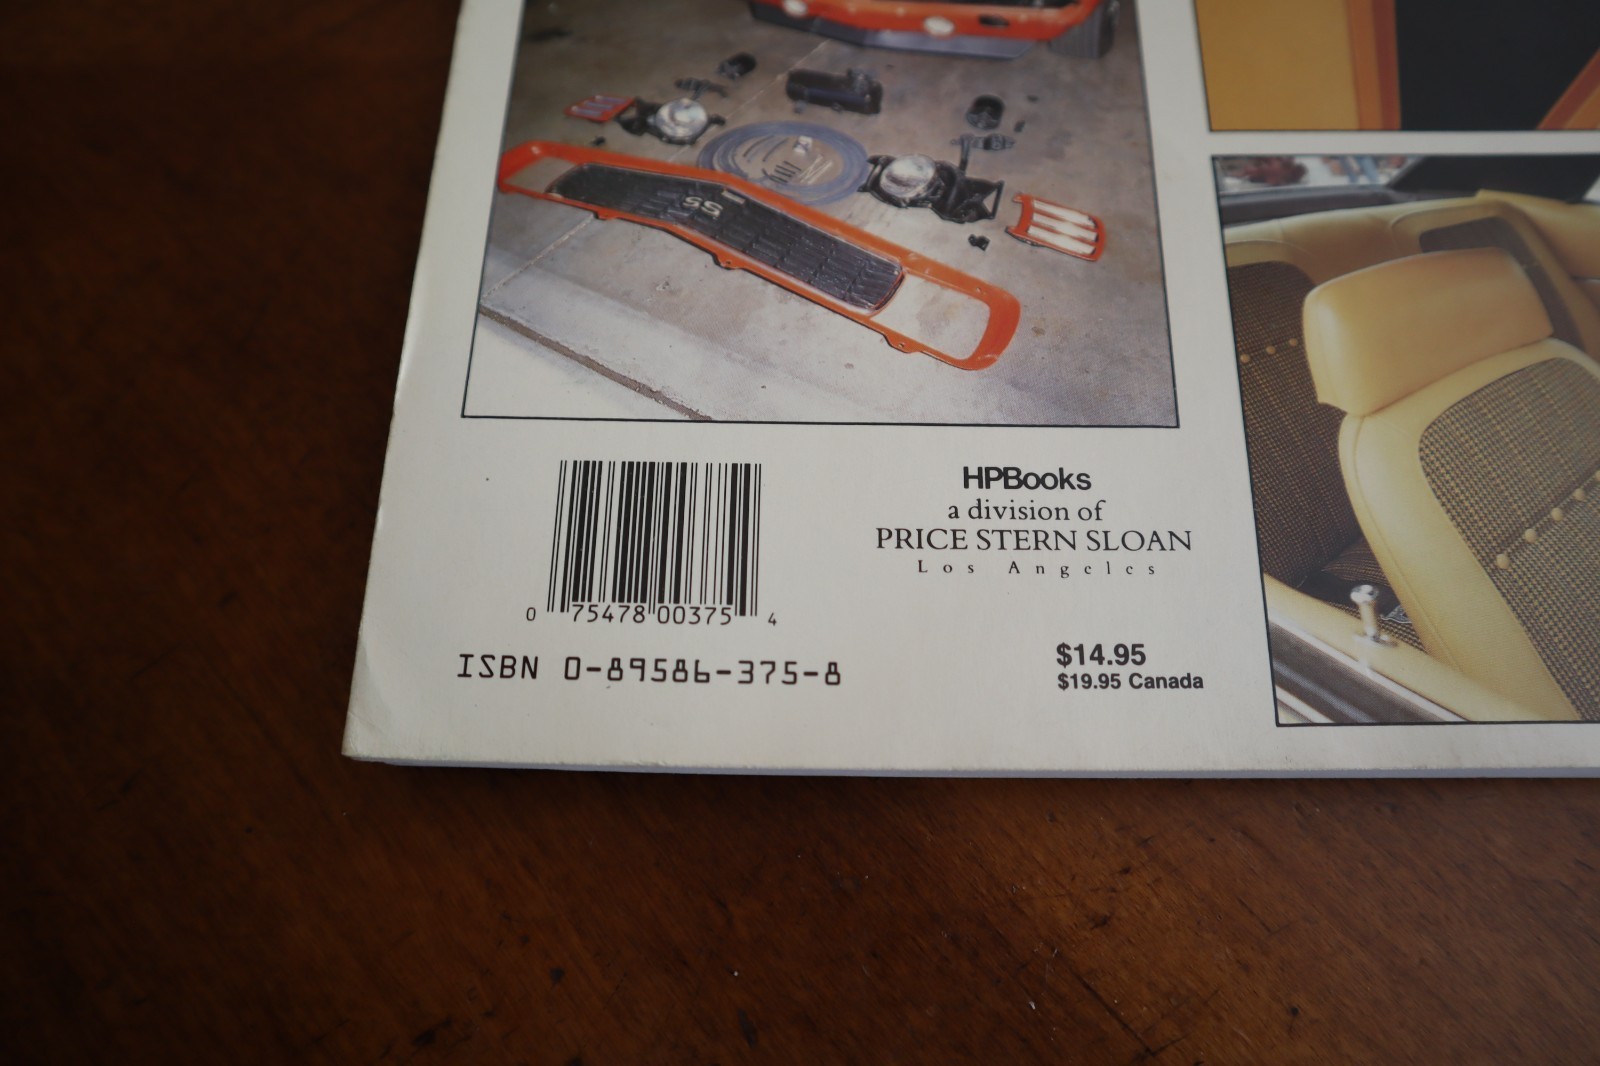 SS
HPBooks
a division of
PRICE STERN SLOAN
Los Angeles
0 75478 00375 4
ISBN 0-89586-375-8
$14.95
$19.95 Canada